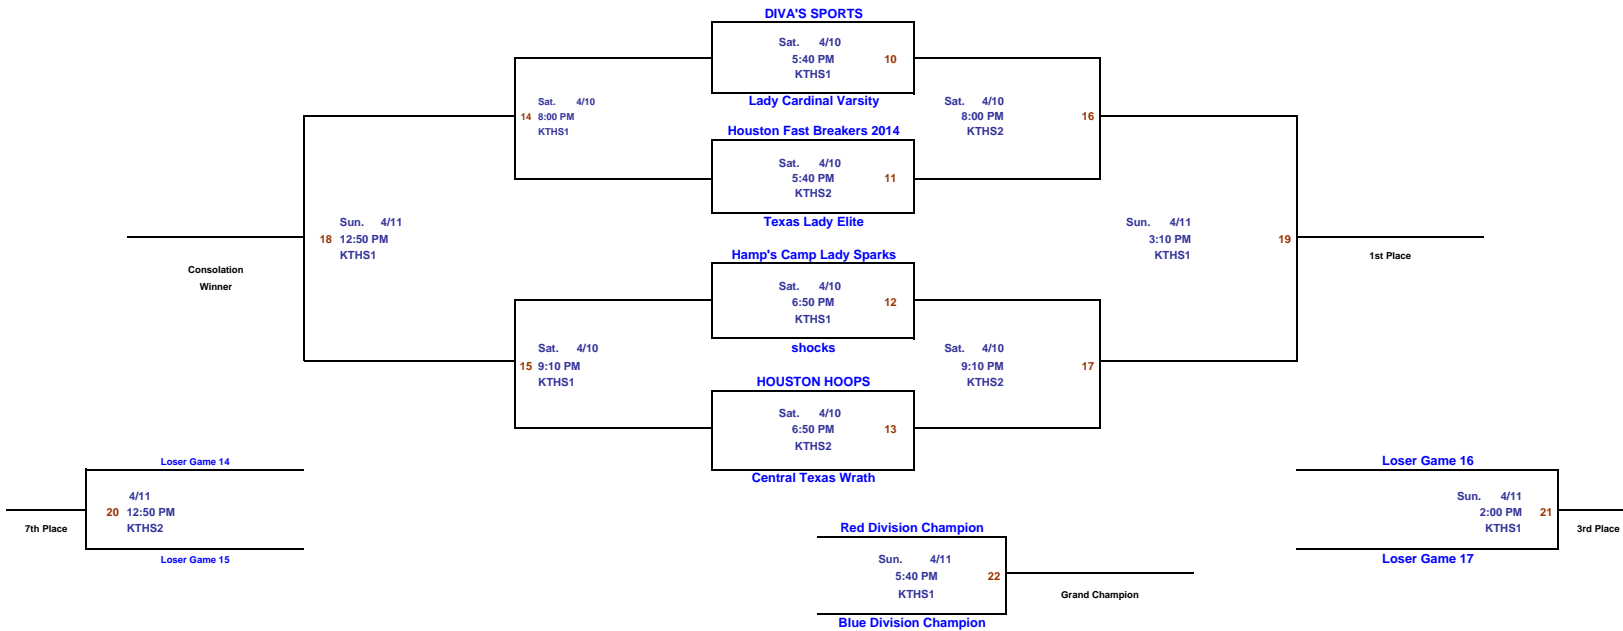 DIVA'S SPORTS
Sat. 4/10
5:40 PM 10
KTHS1
Lady Cardinal Varsity
Sat. 4/10
14 8:00 PM
KTHS1
Sat. 4/10
8:00 PM 16
KTHS2
Houston Fast Breakers 2014
Sat. 4/10
5:40 PM 11
KTHS2
Texas Lady Elite
Sun. 4/11
18 12:50 PM
KTHS1
Consolation
Winner
Sun. 4/11
3:10 PM 19
KTHS1
1st Place
Hamp's Camp Lady Sparks
Sat. 4/10
6:50 PM 12
KTHS1
shocks
Sat. 4/10
15 9:10 PM
KTHS1
Sat. 4/10
9:10 PM 17
KTHS2
HOUSTON HOOPS
Sat. 4/10
6:50 PM 13
KTHS2
Central Texas Wrath
Loser Game 14
4/11
20 12:50 PM
KTHS2
7th Place
Loser Game 15
Loser Game 16
Sun. 4/11
2:00 PM 21
KTHS1
3rd Place
Loser Game 17
Red Division Champion
Sun. 4/11
5:40 PM 22
KTHS1
Grand Champion
Blue Division Champion